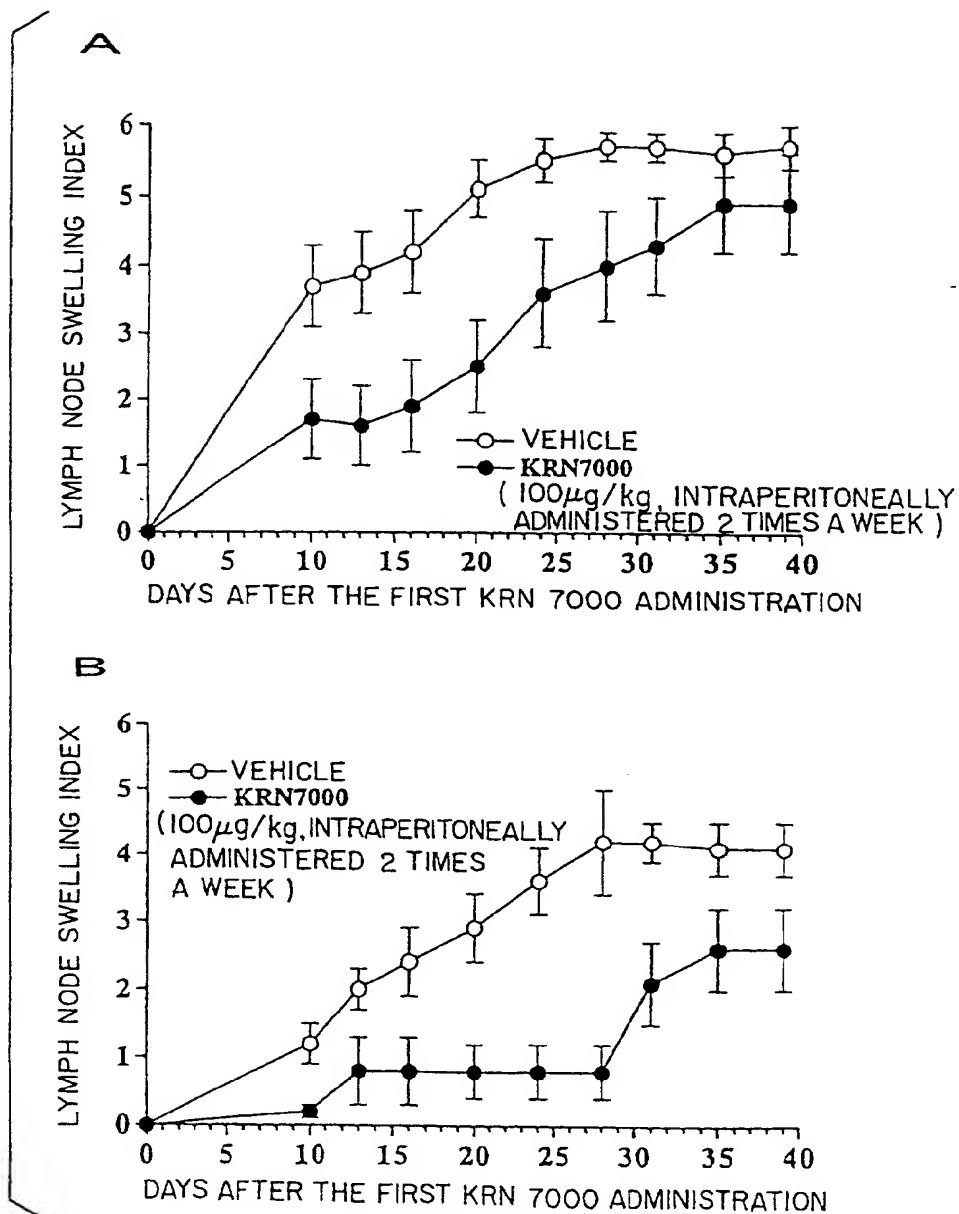 A
LYMPH NODE SWELLING INDEX
6
5
4
3
2
1
0
VEHICLE
KRN7000
(100µg/kg, INTRAPERITONEALLY
ADMINISTERED 2 TIMES A WEEK)
0 5 10 15 20 25 30 35 40
DAYS AFTER THE FIRST KRN 7000 ADMINISTRATION
B
LYMPH NODE SWELLING INDEX
6
5
4
3
2
1
0
VEHICLE
KRN7000
(100µg/kg, INTRAPERITONEALLY
ADMINISTERED 2 TIMES
A WEEK)
0 5 10 15 20 25 30 35 40
DAYS AFTER THE FIRST KRN 7000 ADMINISTRATION